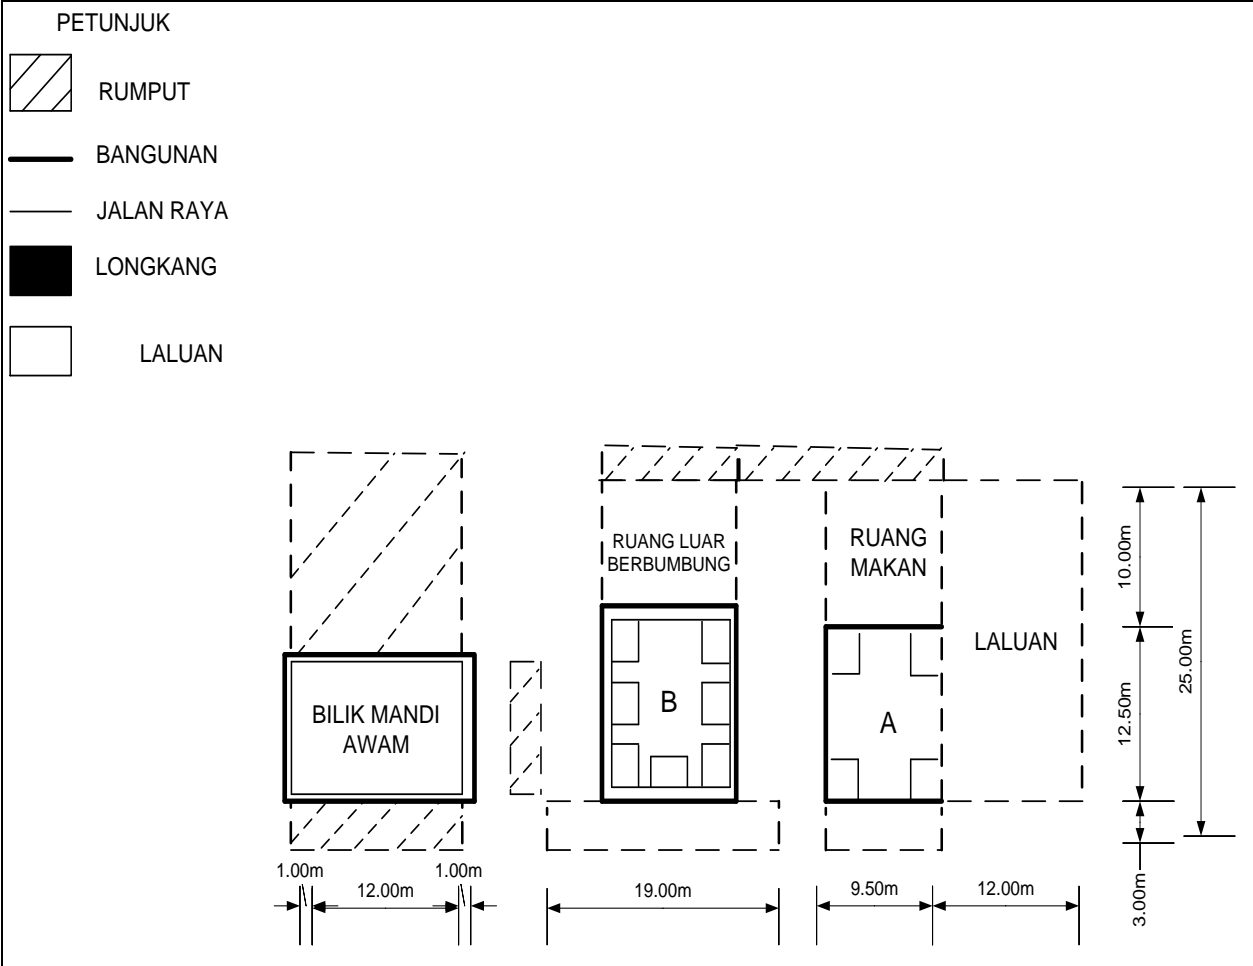 PETUNJUK
RUMPUT
BANGUNAN
JALAN RAYA
LONGKANG
LALUAN
RUANG LUAR
BERBUMBUNG
RUANG
MAKAN
LALUAN
BILIK MANDI
AWAM
B
A
10.00m
12.50m
25.00m
3.00m
1.00m
12.00m
1.00m
19.00m
9.50m
12.00m